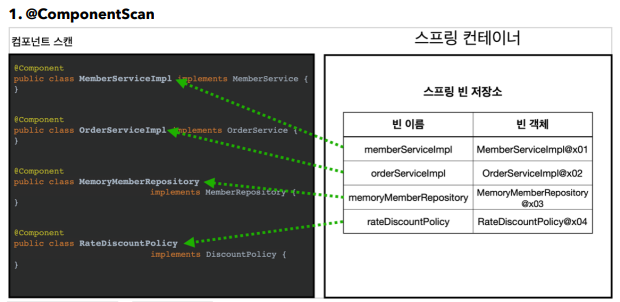 1. @ComponentScan
컴포넌트 스캔
스프링 컨테이너
@Component
public class MemberServiceImpl implements MemberService {
}
@Component
public class OrderServiceImpl implements OrderService {
}
@Component
public class MemoryMemberRepository
implements MemberRepository {
}
@Component
public class RateDiscountPolicy
implements DiscountPolicy {
}
스프링 빈 저장소
빈 이름 빈 객체
memberServiceImpl MemberServiceImpl@x01
orderServiceImpl OrderServiceImpl@x02
memoryMemberRepository MemoryMemberRepository
@x03
rateDiscountPolicy RateDiscountPolicy@x04